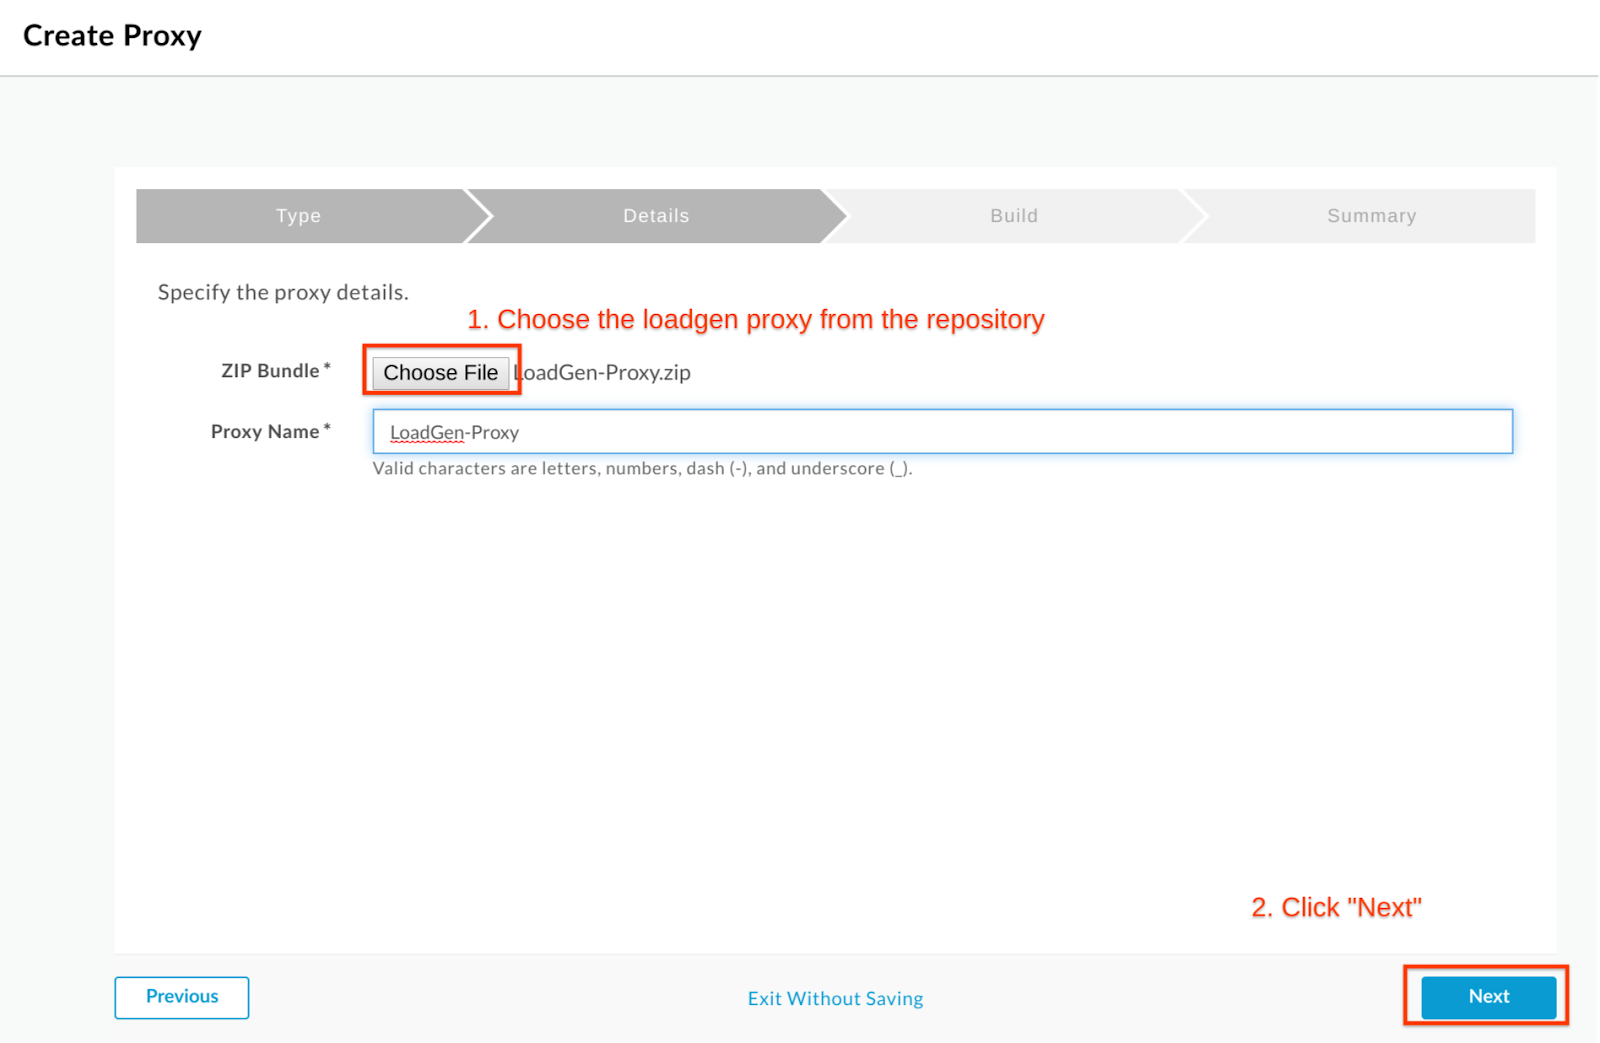 Create Proxy
Type
Details
Build
Summary
Specify the proxy details.
1. Choose the loadgen proxy from the repository
ZIP Bundle*
Choose File LoadGen-Proxy.zip
Proxy Name*
LoadGen-Proxy
Valid characters are letters, numbers, dash (-), and underscore (_).
2. Click "Next"
Previous
Exit Without Saving
Next